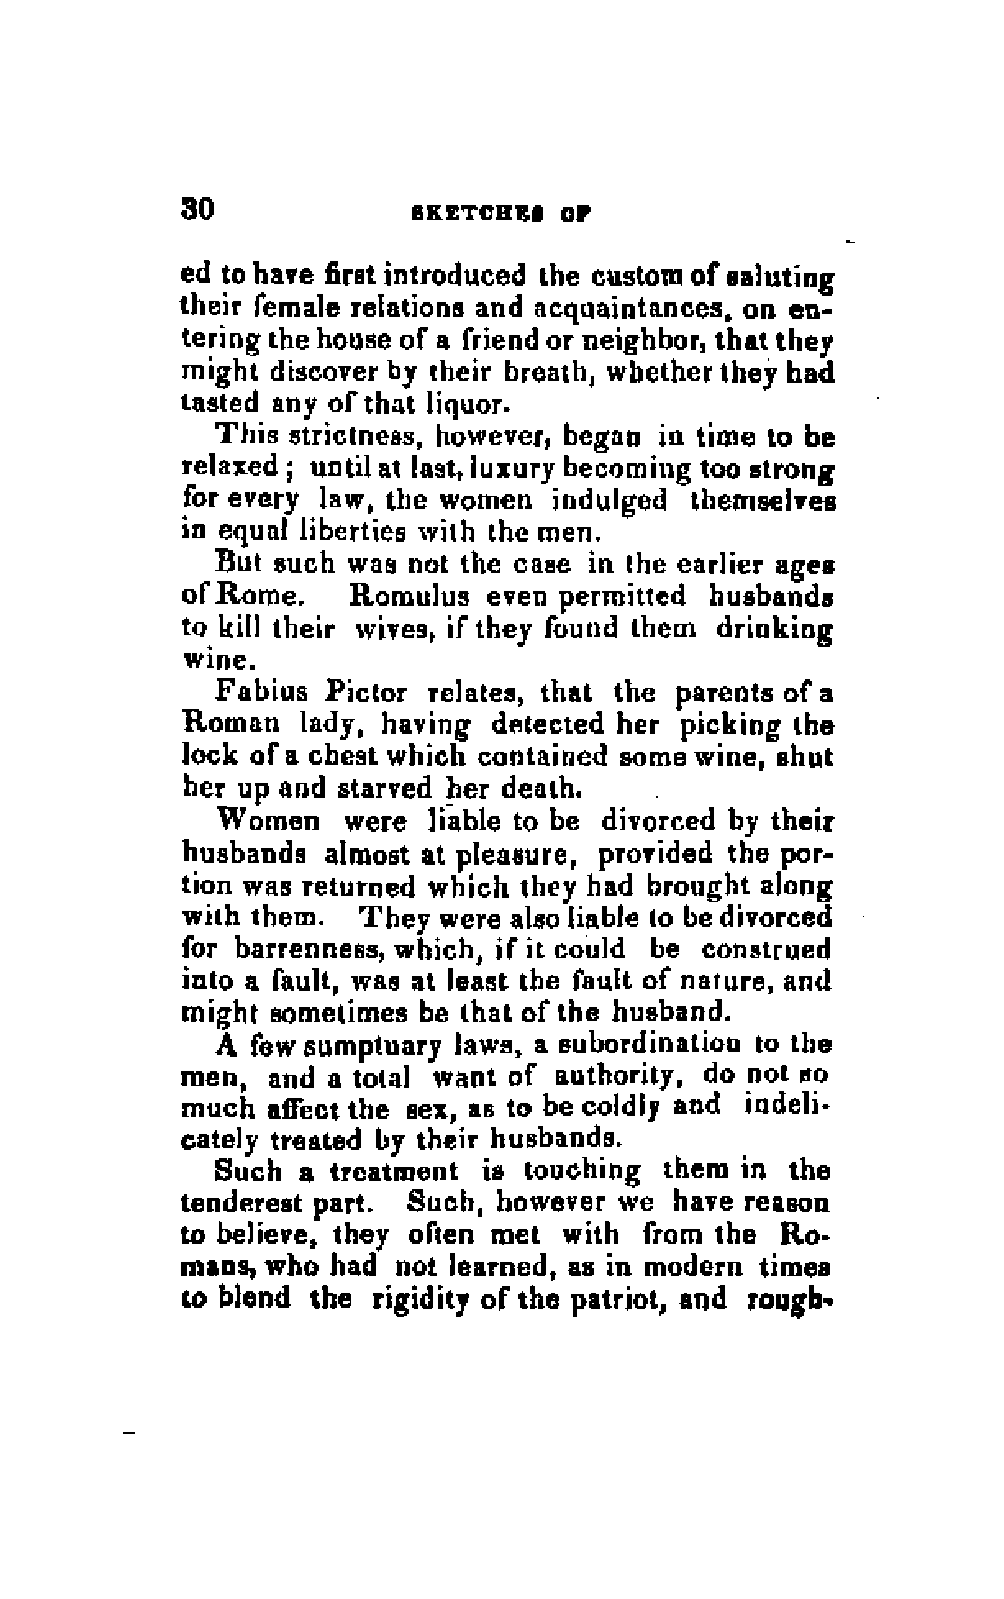 30 SKETCHES OF
ed to have first introduced the custom of saluting
their female relations and acquaintances, on en-
tering the house of a friend or neighbor, that they
might discover by their breath, whether they had
tasted any of that liquor.
This strictness, however, began in time to be
relaxed; until at last, luxury becoming too strong
for every law, the women indulged themselves
in equal liberties with the men.
But such was not the case in the earlier ages
of Rome. Romulus even permitted husbands
to kill their wives, if they found them drinking
wine.
Fabius Pictor relates, that the parents of a
Roman lady, having detected her picking the
lock of a chest which contained some wine, shut
her up and starved her death.
Women were liable to be divorced by their
husbands almost at pleasure, provided the por-
tion was returned which they had brought along
with them. They were also liable to be divorced
for barrenness, which, if it could be construed
into a fault, was at least the fault of nature, and
might sometimes be that of the husband.
A few sumptuary laws, a subordination to the
men, and a total want of authority, do not so
much affect the sex, as to be coldly and indeli-
cately treated by their husbands.
Such a treatment is touching them in the
tenderest part. Such, however we have reason
to believe, they often met with from the Ro-
mans, who had not learned, as in modern times
to blend the rigidity of the patriot, and rough-